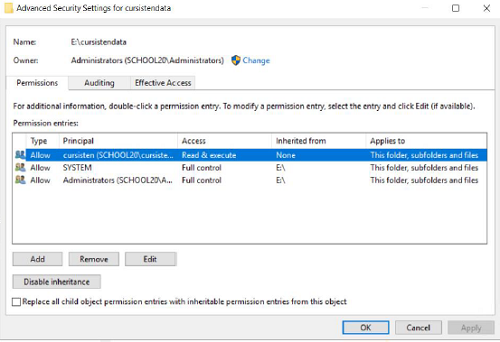 Advanced Security Settings for cursistendata
Name: E:\cursistendata
Owner: Administrators (SCHOOL20\Administrators) Change
Permissions Auditing Effective Access
For additional information, double-click a permission entry. To modify a permission entry, select the entry and click Edit (if available).
Permission entries:
Type Principal Access Inherited from Applies to
Allow cursisten (SCHOOL20\cursiste... Read & execute None This folder, subfolders and files
Allow SYSTEM Full control E:\ This folder, subfolders and files
Allow Administrators (SCHOOL20\A... Full control E:\ This folder, subfolders and files
Add Remove Edit
Disable inheritance
Replace all child object permission entries with inheritable permission entries from this object
OK Cancel Apply